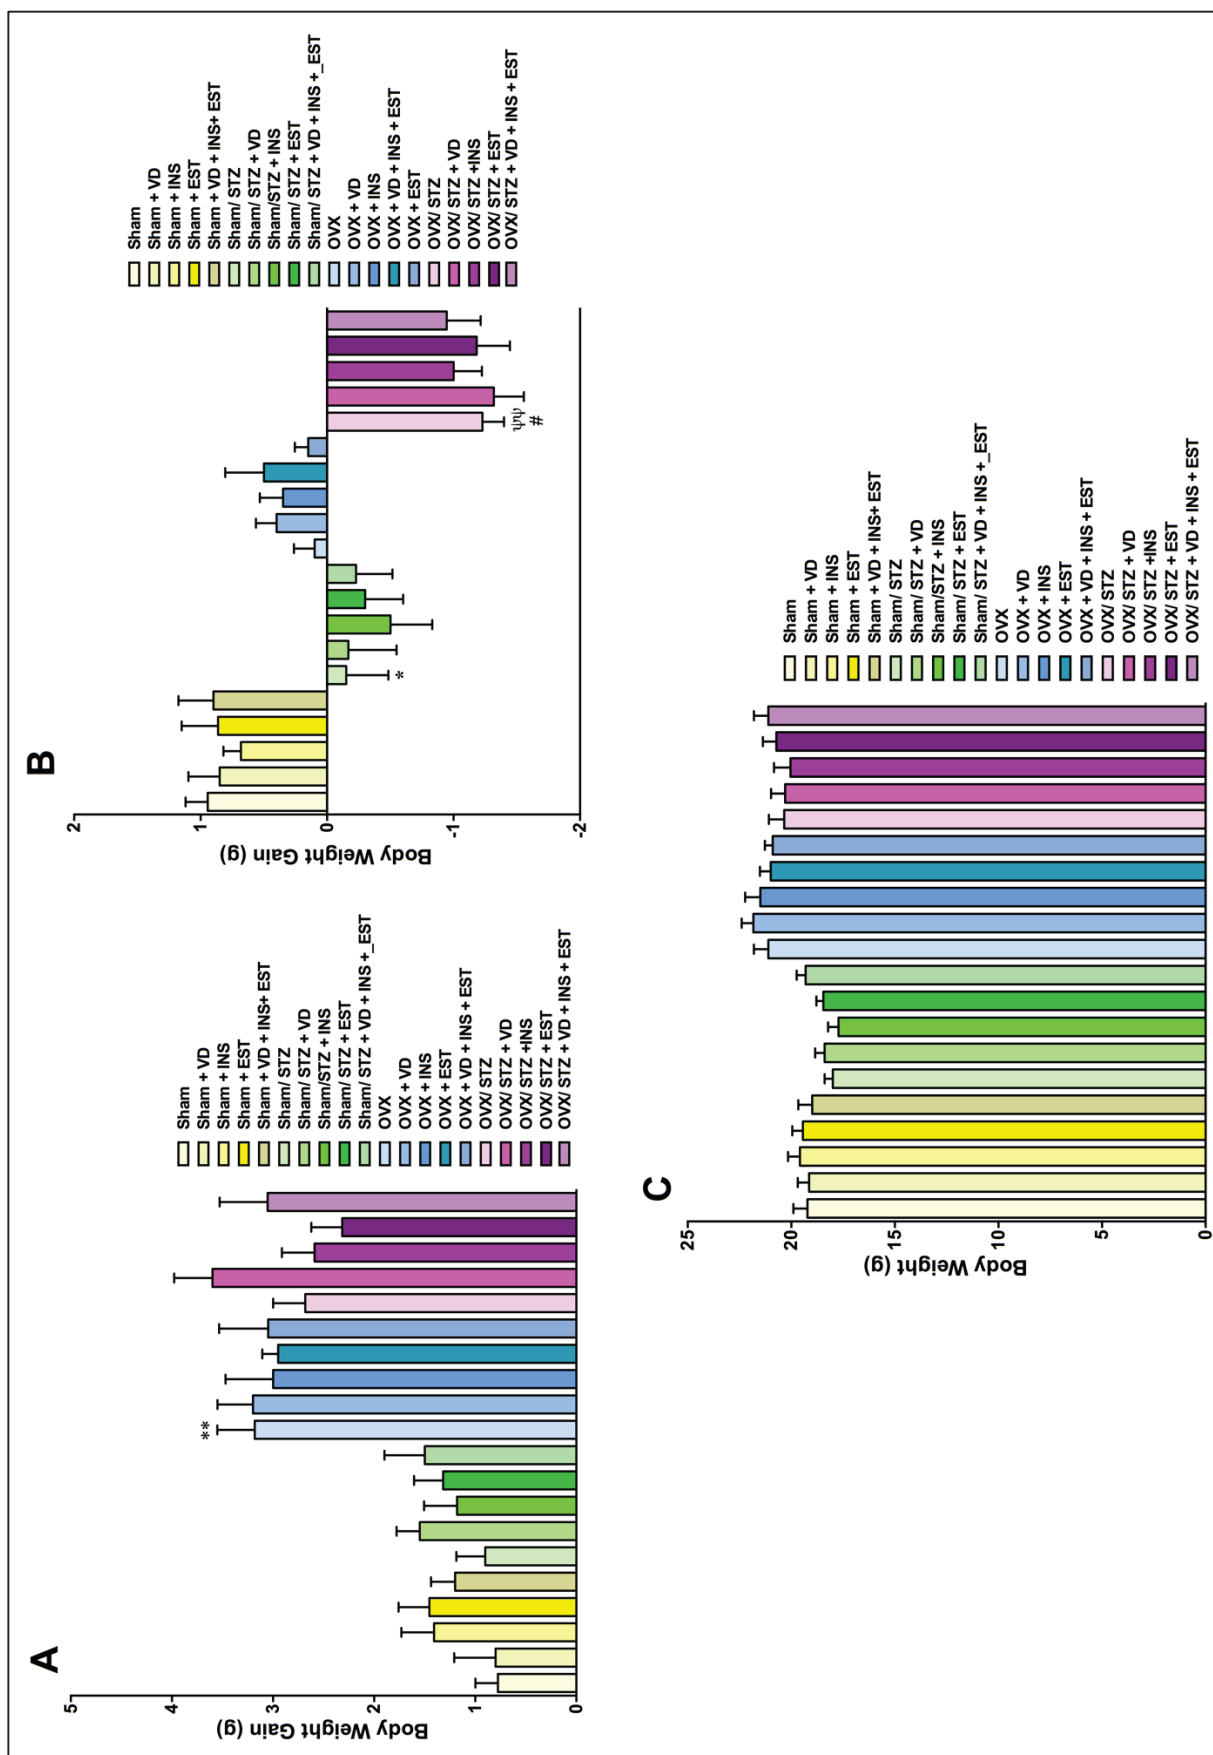 A
Body Weight Gain (g)
5
4
3
2
1
0
**
Sham
Sham + VD
Sham + INS
Sham + EST
Sham + VD + INS+ EST
Sham/ STZ
Sham/ STZ + VD
Sham/STZ + INS
Sham/ STZ + EST
Sham/ STZ + VD + INS +_EST
OVX
OVX + VD
OVX + INS
OVX + EST
OVX + VD + INS + EST
OVX/ STZ
OVX/ STZ + VD
OVX/ STZ +INS
OVX/ STZ + EST
OVX/ STZ + VD + INS + EST
B
Body Weight Gain (g)
2
1
0
-1
-2
*
ψψ
#
Sham
Sham + VD
Sham + INS
Sham + EST
Sham + VD + INS+ EST
Sham/ STZ
Sham/ STZ + VD
Sham/STZ + INS
Sham/ STZ + EST
Sham/ STZ + VD + INS +_EST
OVX
OVX + VD
OVX + INS
OVX + VD + INS + EST
OVX + EST
OVX/ STZ
OVX/ STZ + VD
OVX/ STZ +INS
OVX/ STZ + EST
OVX/ STZ + VD + INS + EST
C
Body Weight (g)
25
20
15
10
5
0
Sham
Sham + VD
Sham + INS
Sham + EST
Sham + VD + INS+ EST
Sham/ STZ
Sham/ STZ + VD
Sham/STZ + INS
Sham/ STZ + EST
Sham/ STZ + VD + INS +_EST
OVX
OVX + VD
OVX + INS
OVX + EST
OVX + VD + INS + EST
OVX/ STZ
OVX/ STZ + VD
OVX/ STZ +INS
OVX/ STZ + EST
OVX/ STZ + VD + INS + EST